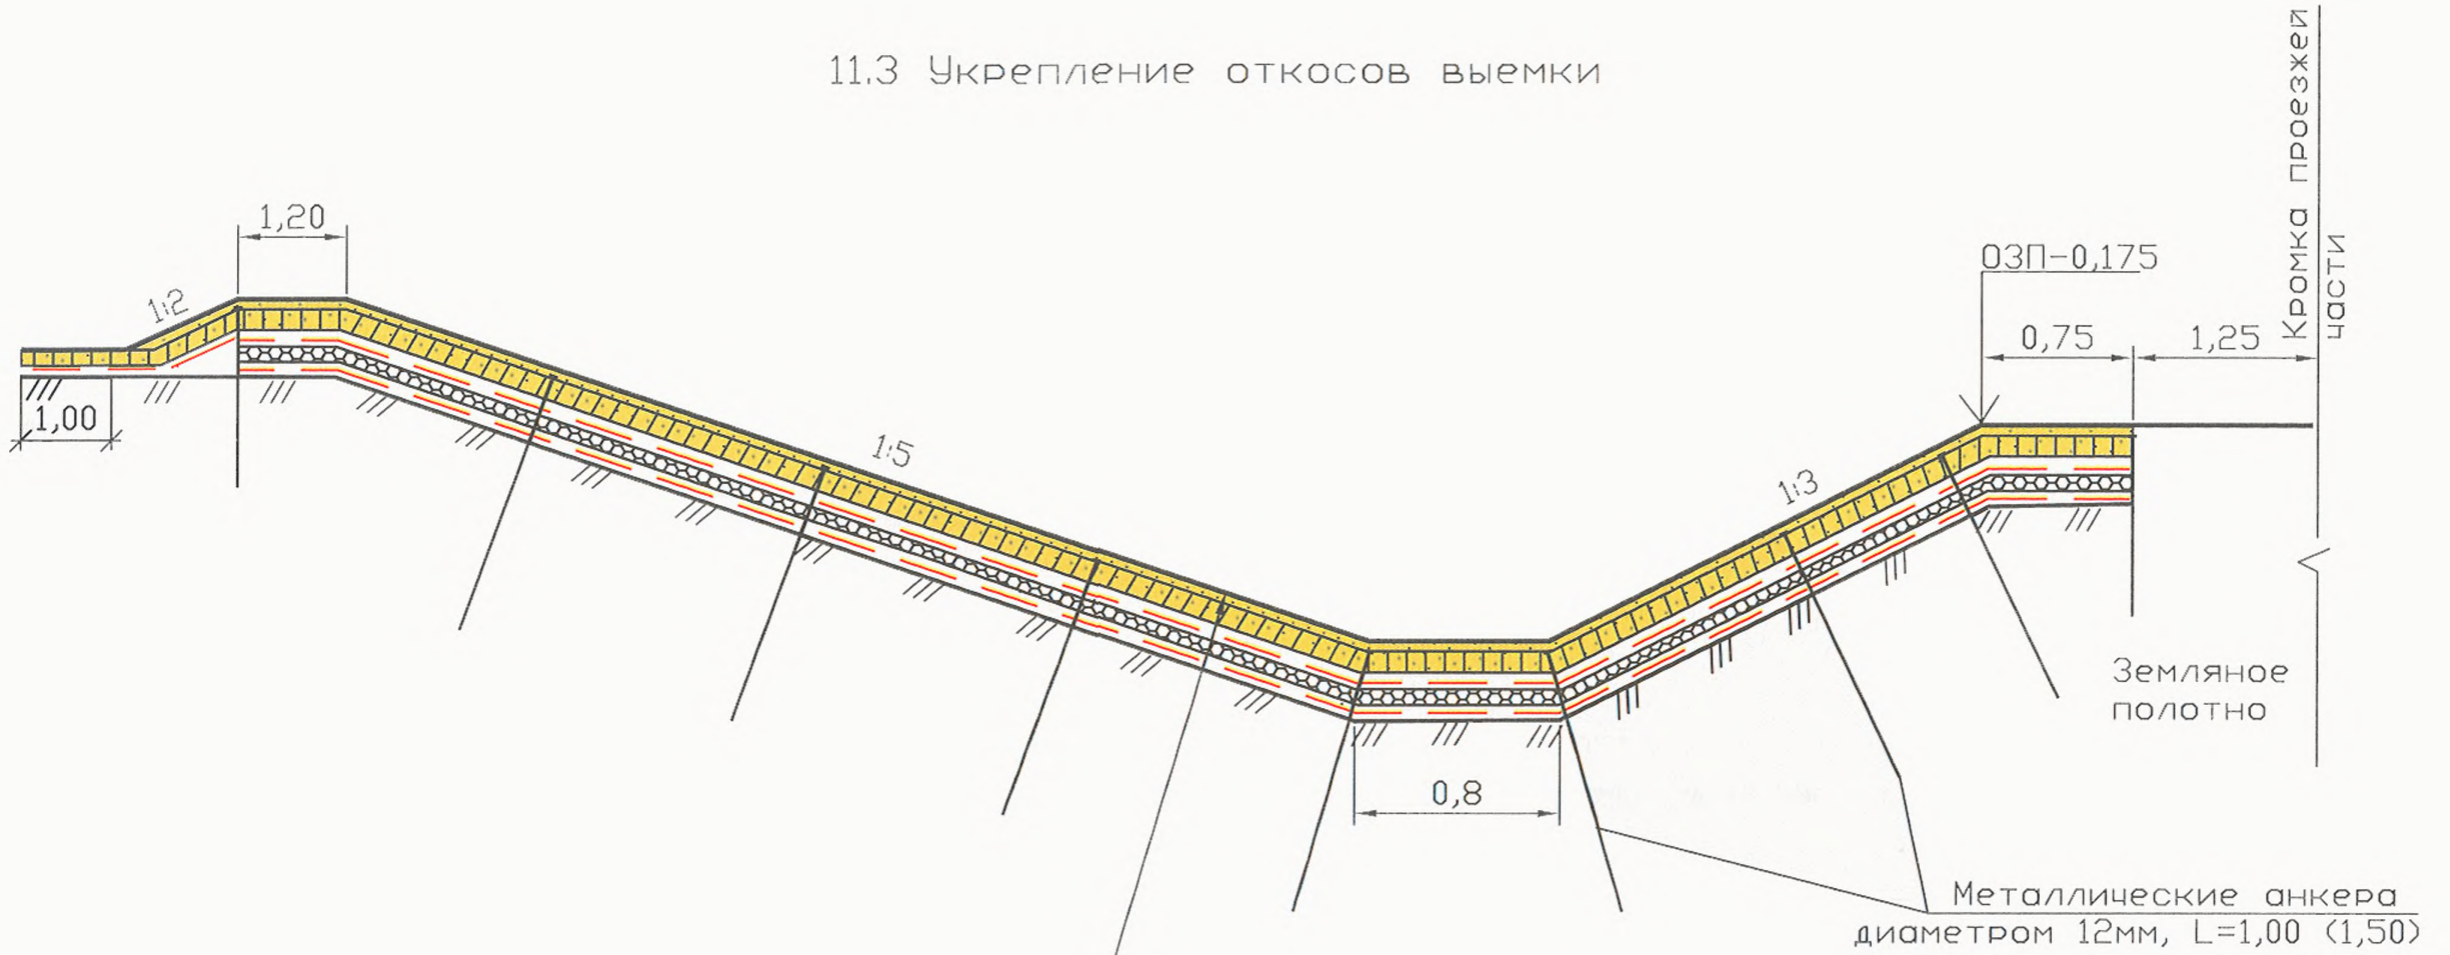 11.3 Укрепление откосов выемки
Кромка проезжей
части
1,20
1:2
ОЗП-0,175
0,75
1,25
1,00
1:5
1:3
Земляное
полотно
0,8
Металлические анкера
диаметром 12мм, L=1,00 (1,50)